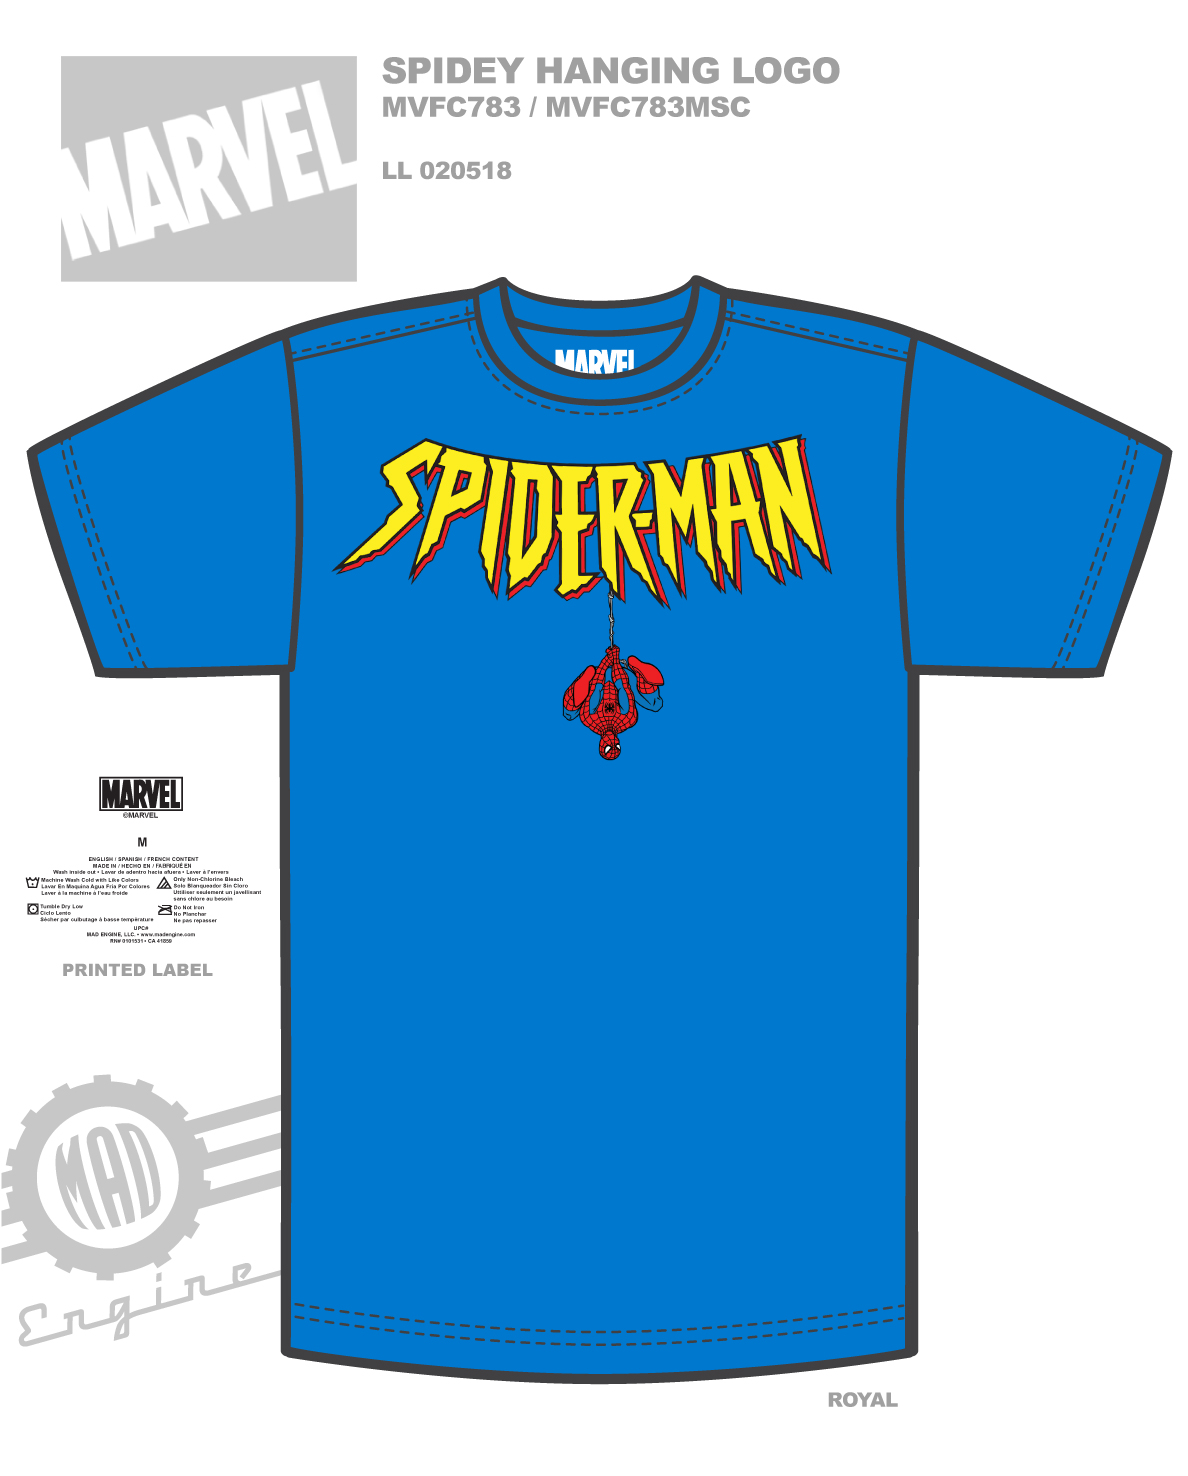 MARVEL
SPIDEY HANGING LOGO
MVFC783 / MVFC783MSC
LL 020518
MARVEL
SPIDER-MAN
MARVEL
©MARVEL
M
ENGLISH / SPANISH / FRENCH CONTENT
MADE IN / HECHO EN / FABRIQUÉ EN
Wash inside out • Lavar de adentro hacia afuera • Laver à l'envers
Machine Wash Cold with Like Colors
Lavar En Maquina Agua Fria Por Colores
Laver à la machine à l'eau froide
Only Non-Chlorine Bleach
Solo Blanqueador Sin Cloro
Utiliser seulement un javellisant
sans chlore au besoin
Tumble Dry Low
Ciclo Lento
Sécher par culbutage à basse température
Do Not Iron
No Planchar
Ne pas repasser
UPC#
MAD ENGINE, LLC. • www.madengine.com
RN# 0101531 • CA 41859
PRINTED LABEL
MAD
Engine
ROYAL